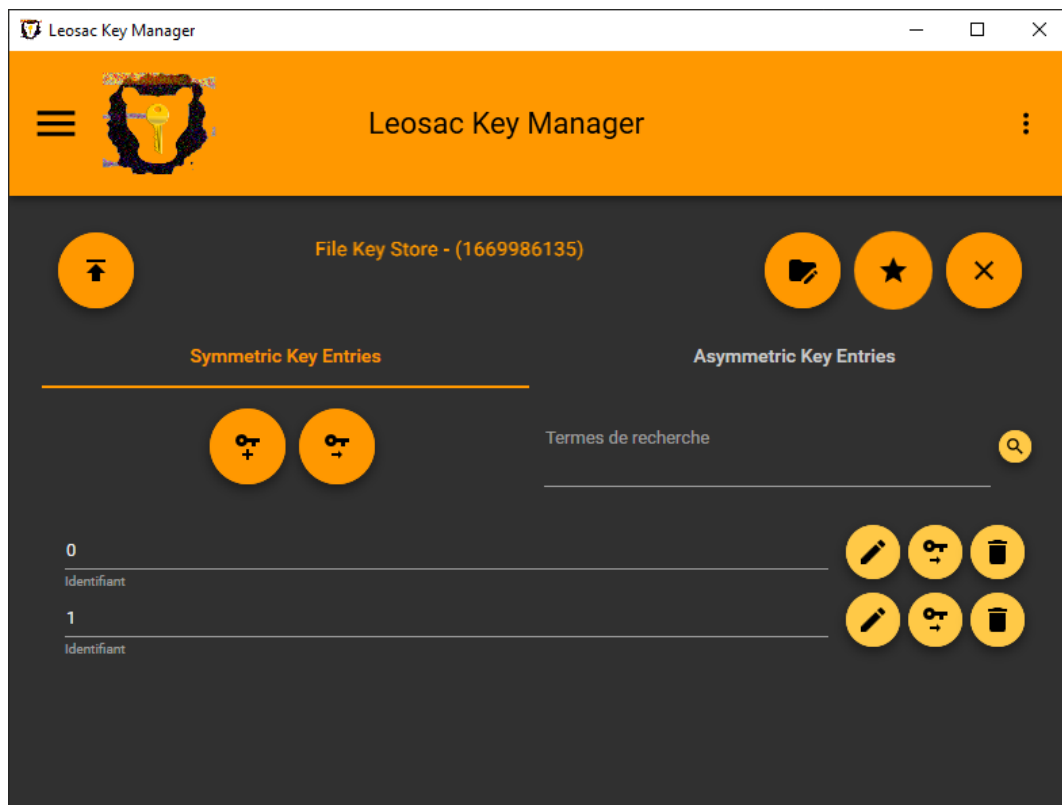 Leosac Key Manager
Leosac Key Manager
File Key Store - (1669986135)
Symmetric Key Entries
Asymmetric Key Entries
Termes de recherche
0
Identifiant
1
Identifiant